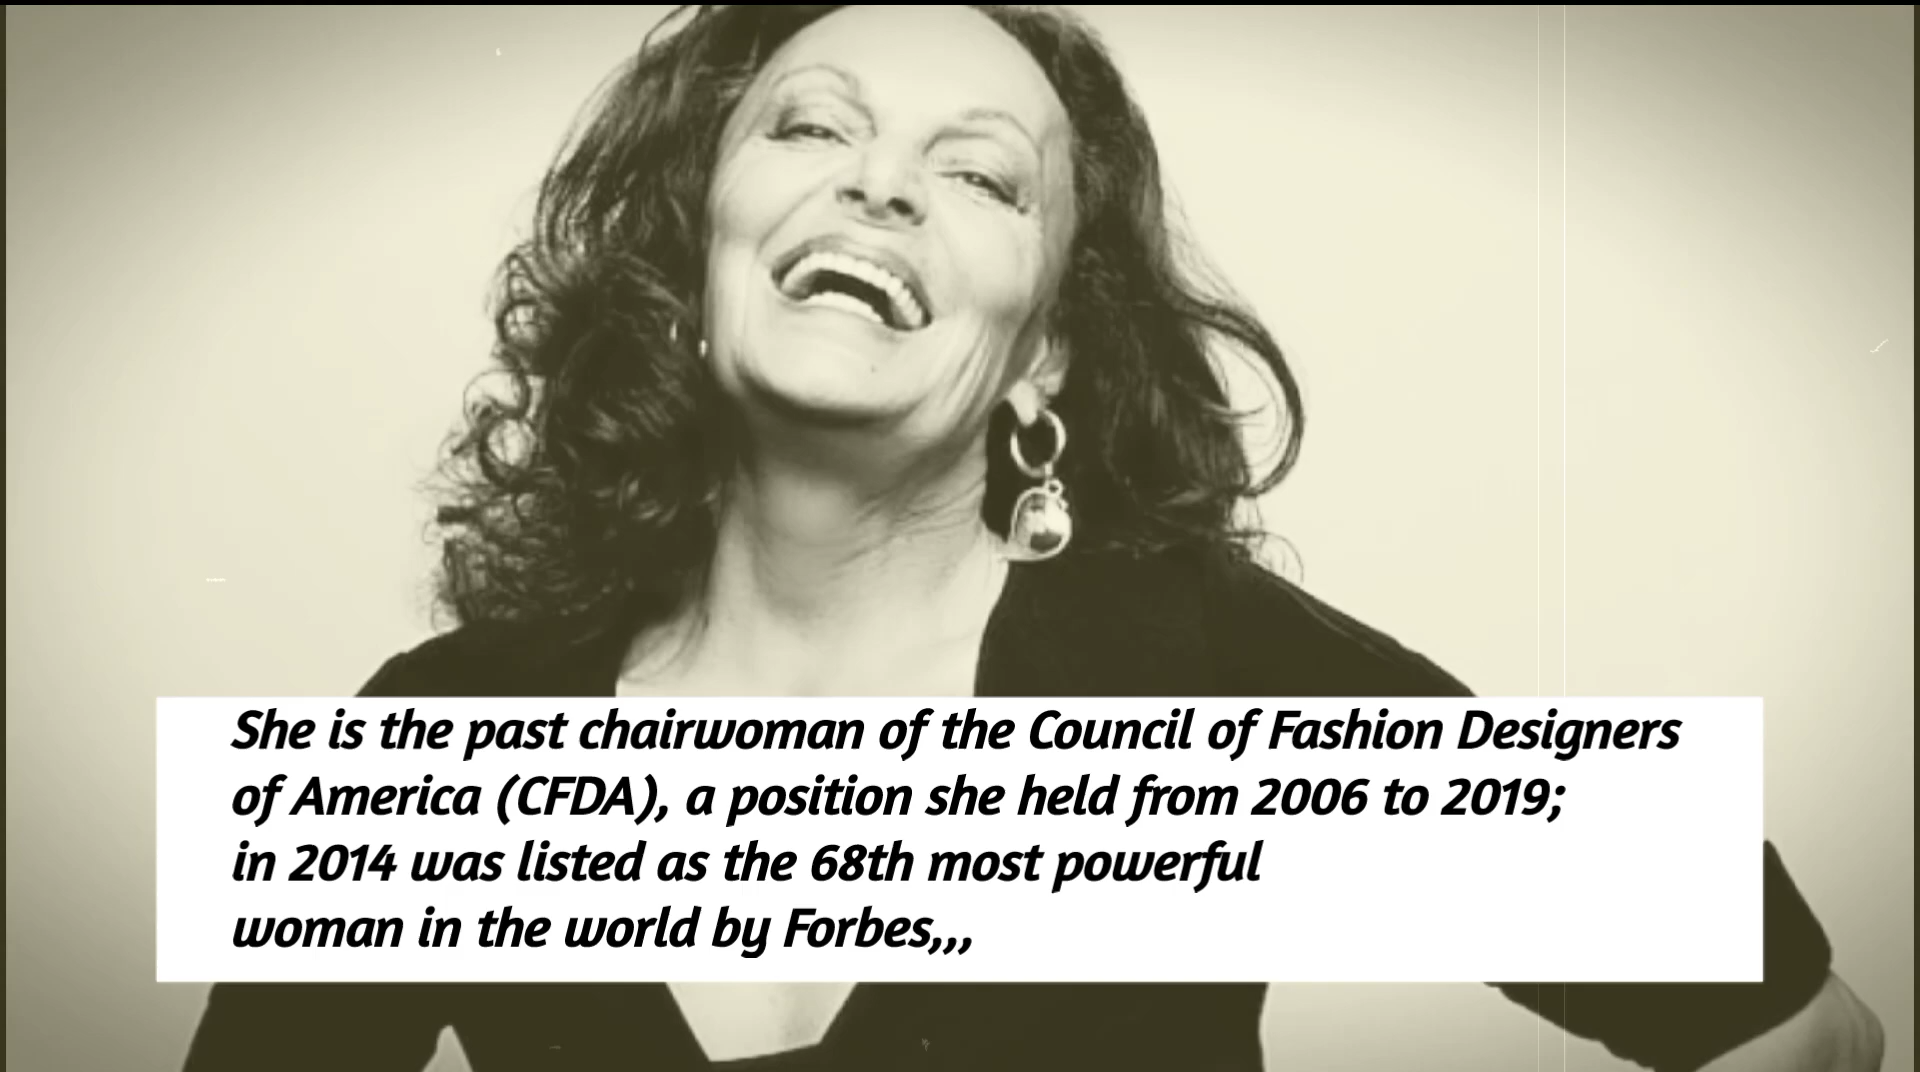 She is the past chairwoman of the Council of Fashion Designers
of America (CFDA), a position she held from 2006 to 2019;
in 2014 was listed as the 68th most powerful
woman in the world by Forbes,,,